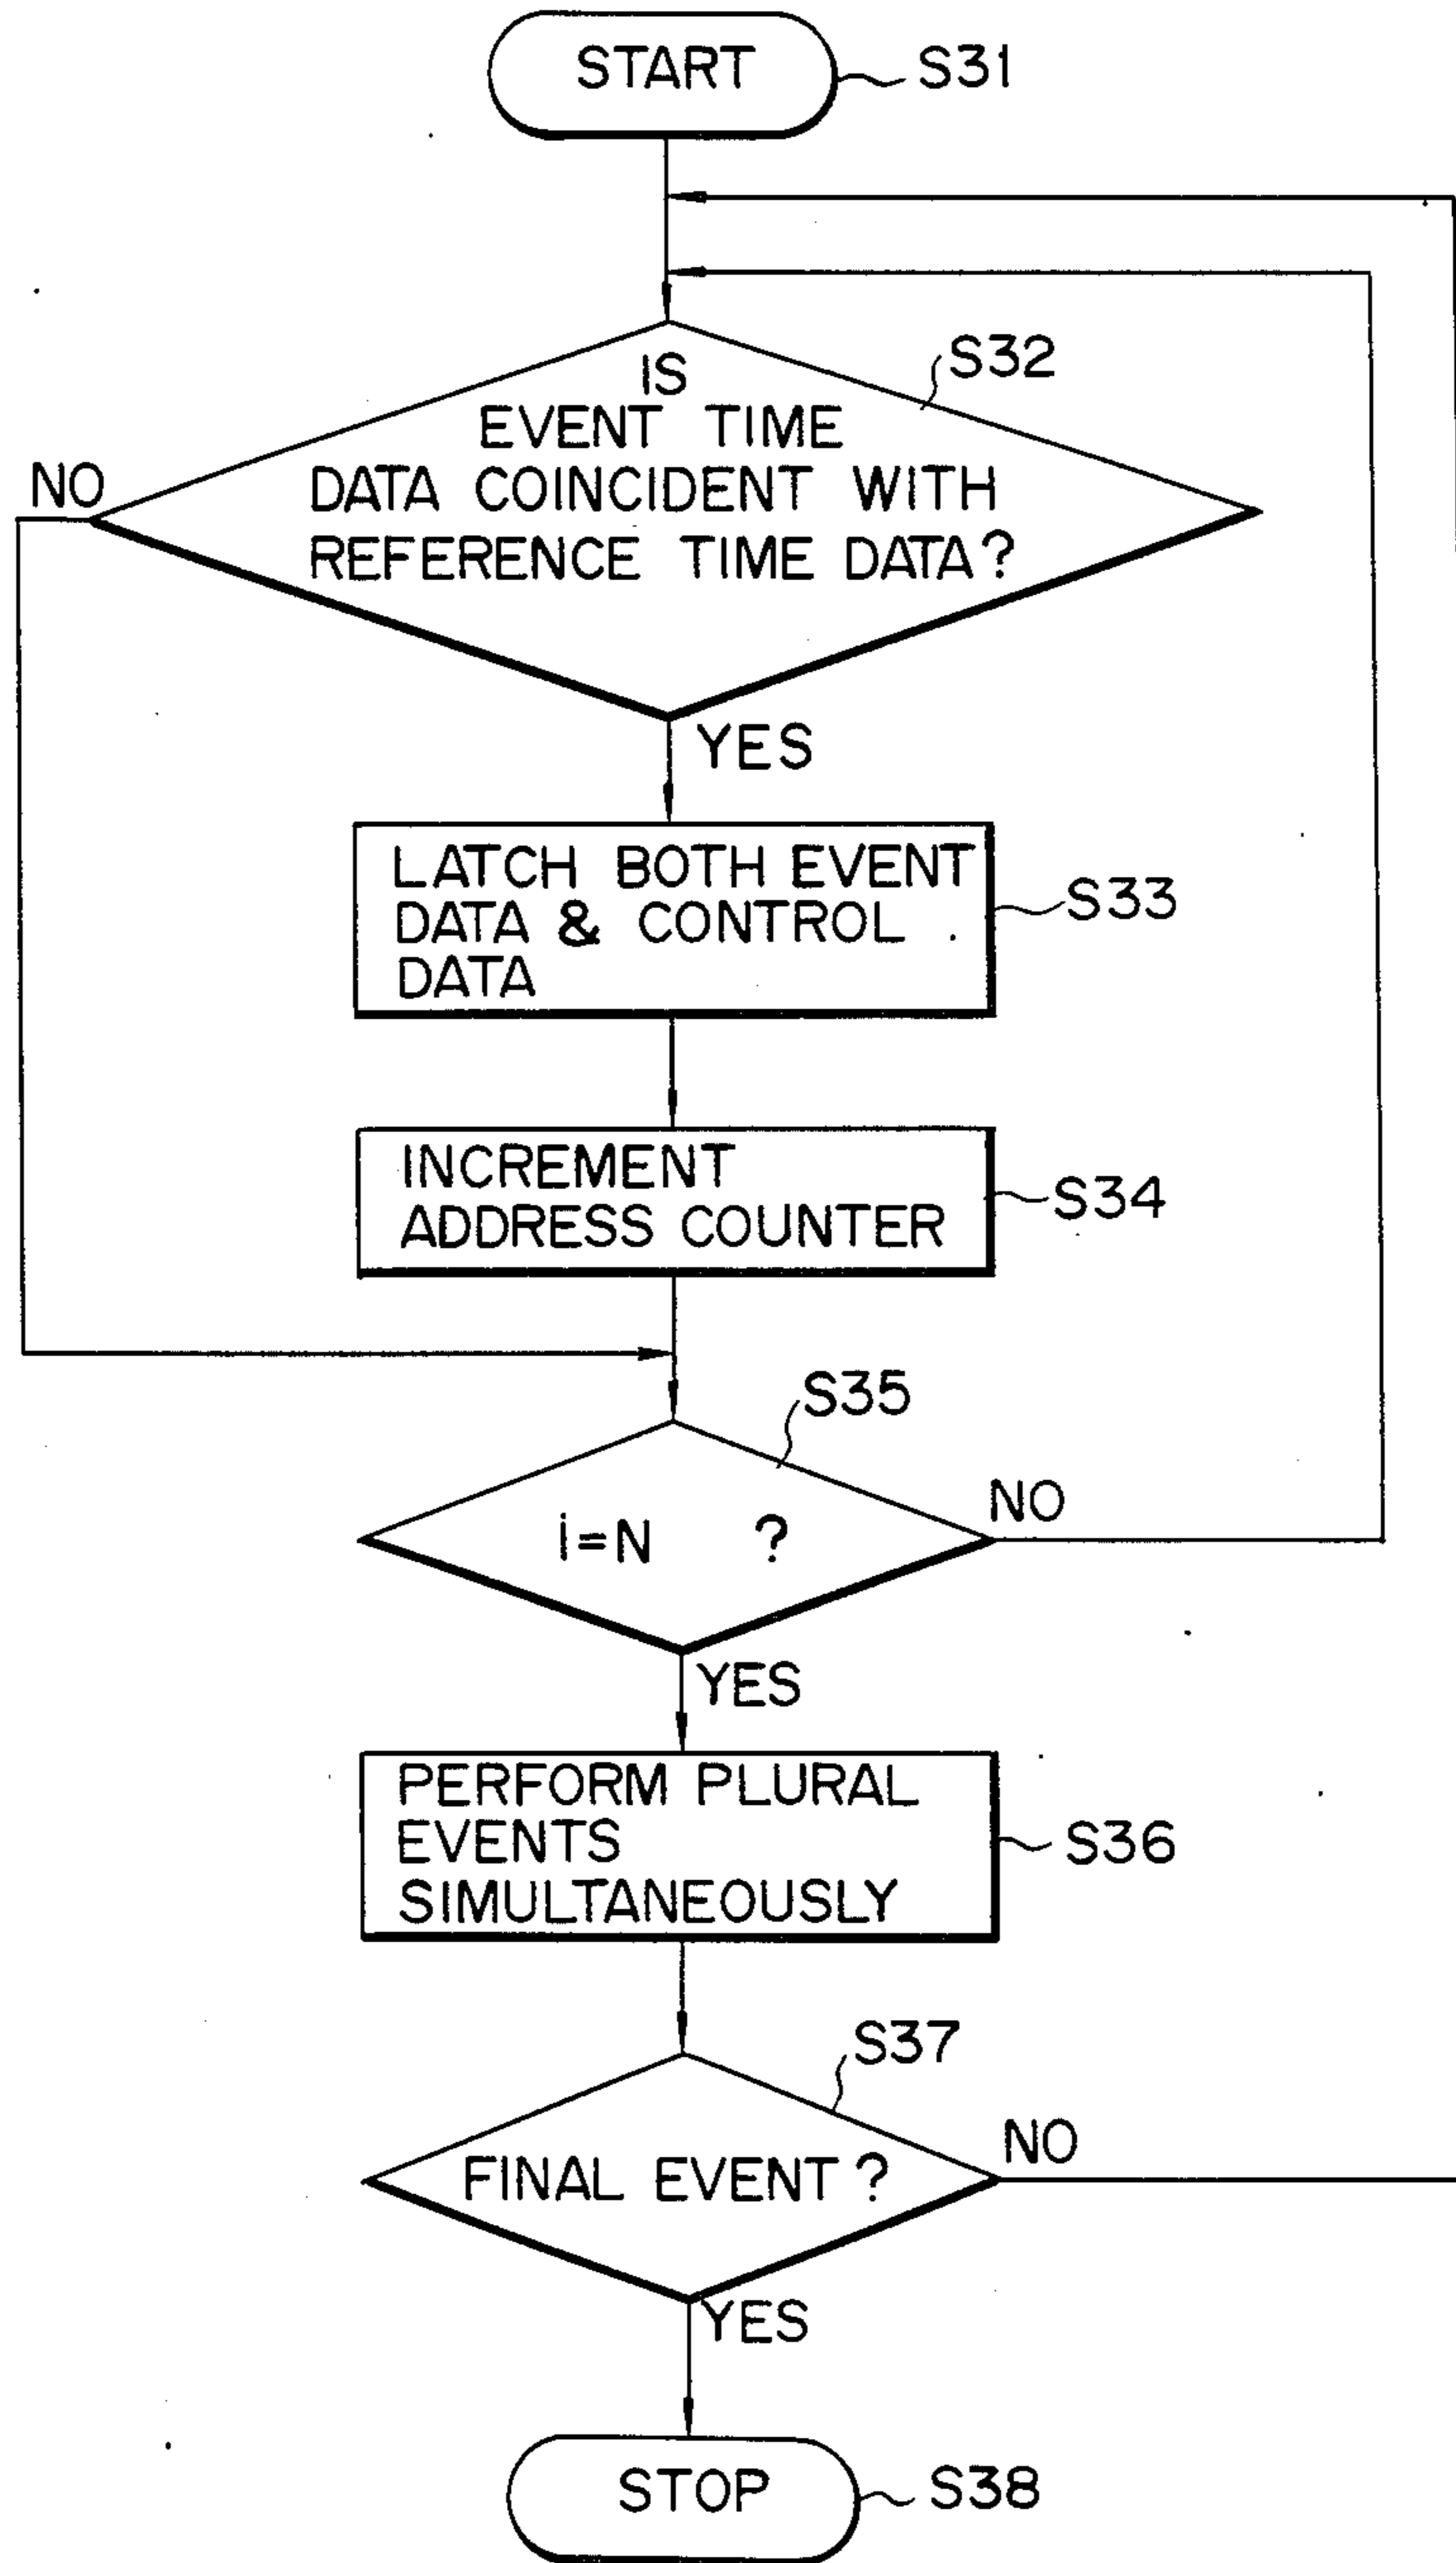 START
S31
S32
IS
EVENT TIME
NO
DATA COINCIDENT WITH
REFERENCE TIME DATA?
YES
LATCH BOTH EVENT
DATA & CONTROL
DATA
S33
INCREMENT
ADDRESS COUNTER
S34
S35
NO
i=N ?
YES
PERFORM PLURAL
EVENTS
SIMULTANEOUSLY
S36
S37
NO
FINAL EVENT?
YES
STOP
S38